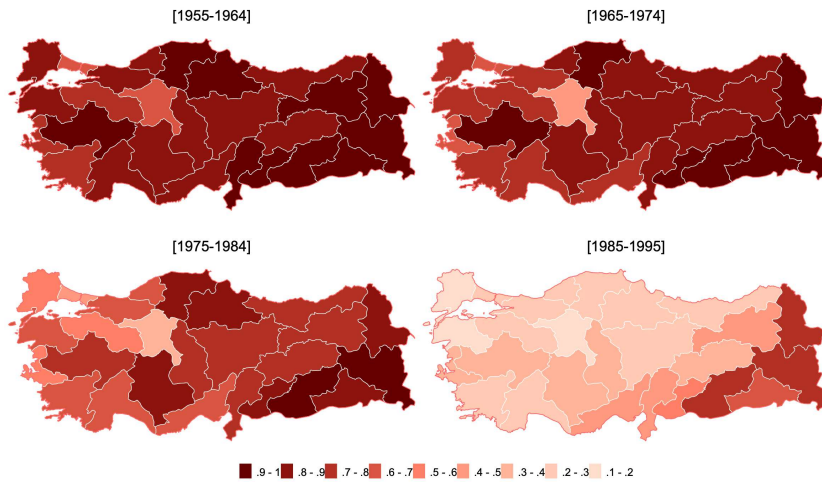 [1955-1964]
[1965-1974]
[1975-1984]
[1985-1995]
.9 - 1 .8 - .9 .7 - .8 .6 - .7 .5 - .6 .4 - .5 .3 - .4 .2 - .3 .1 - .2